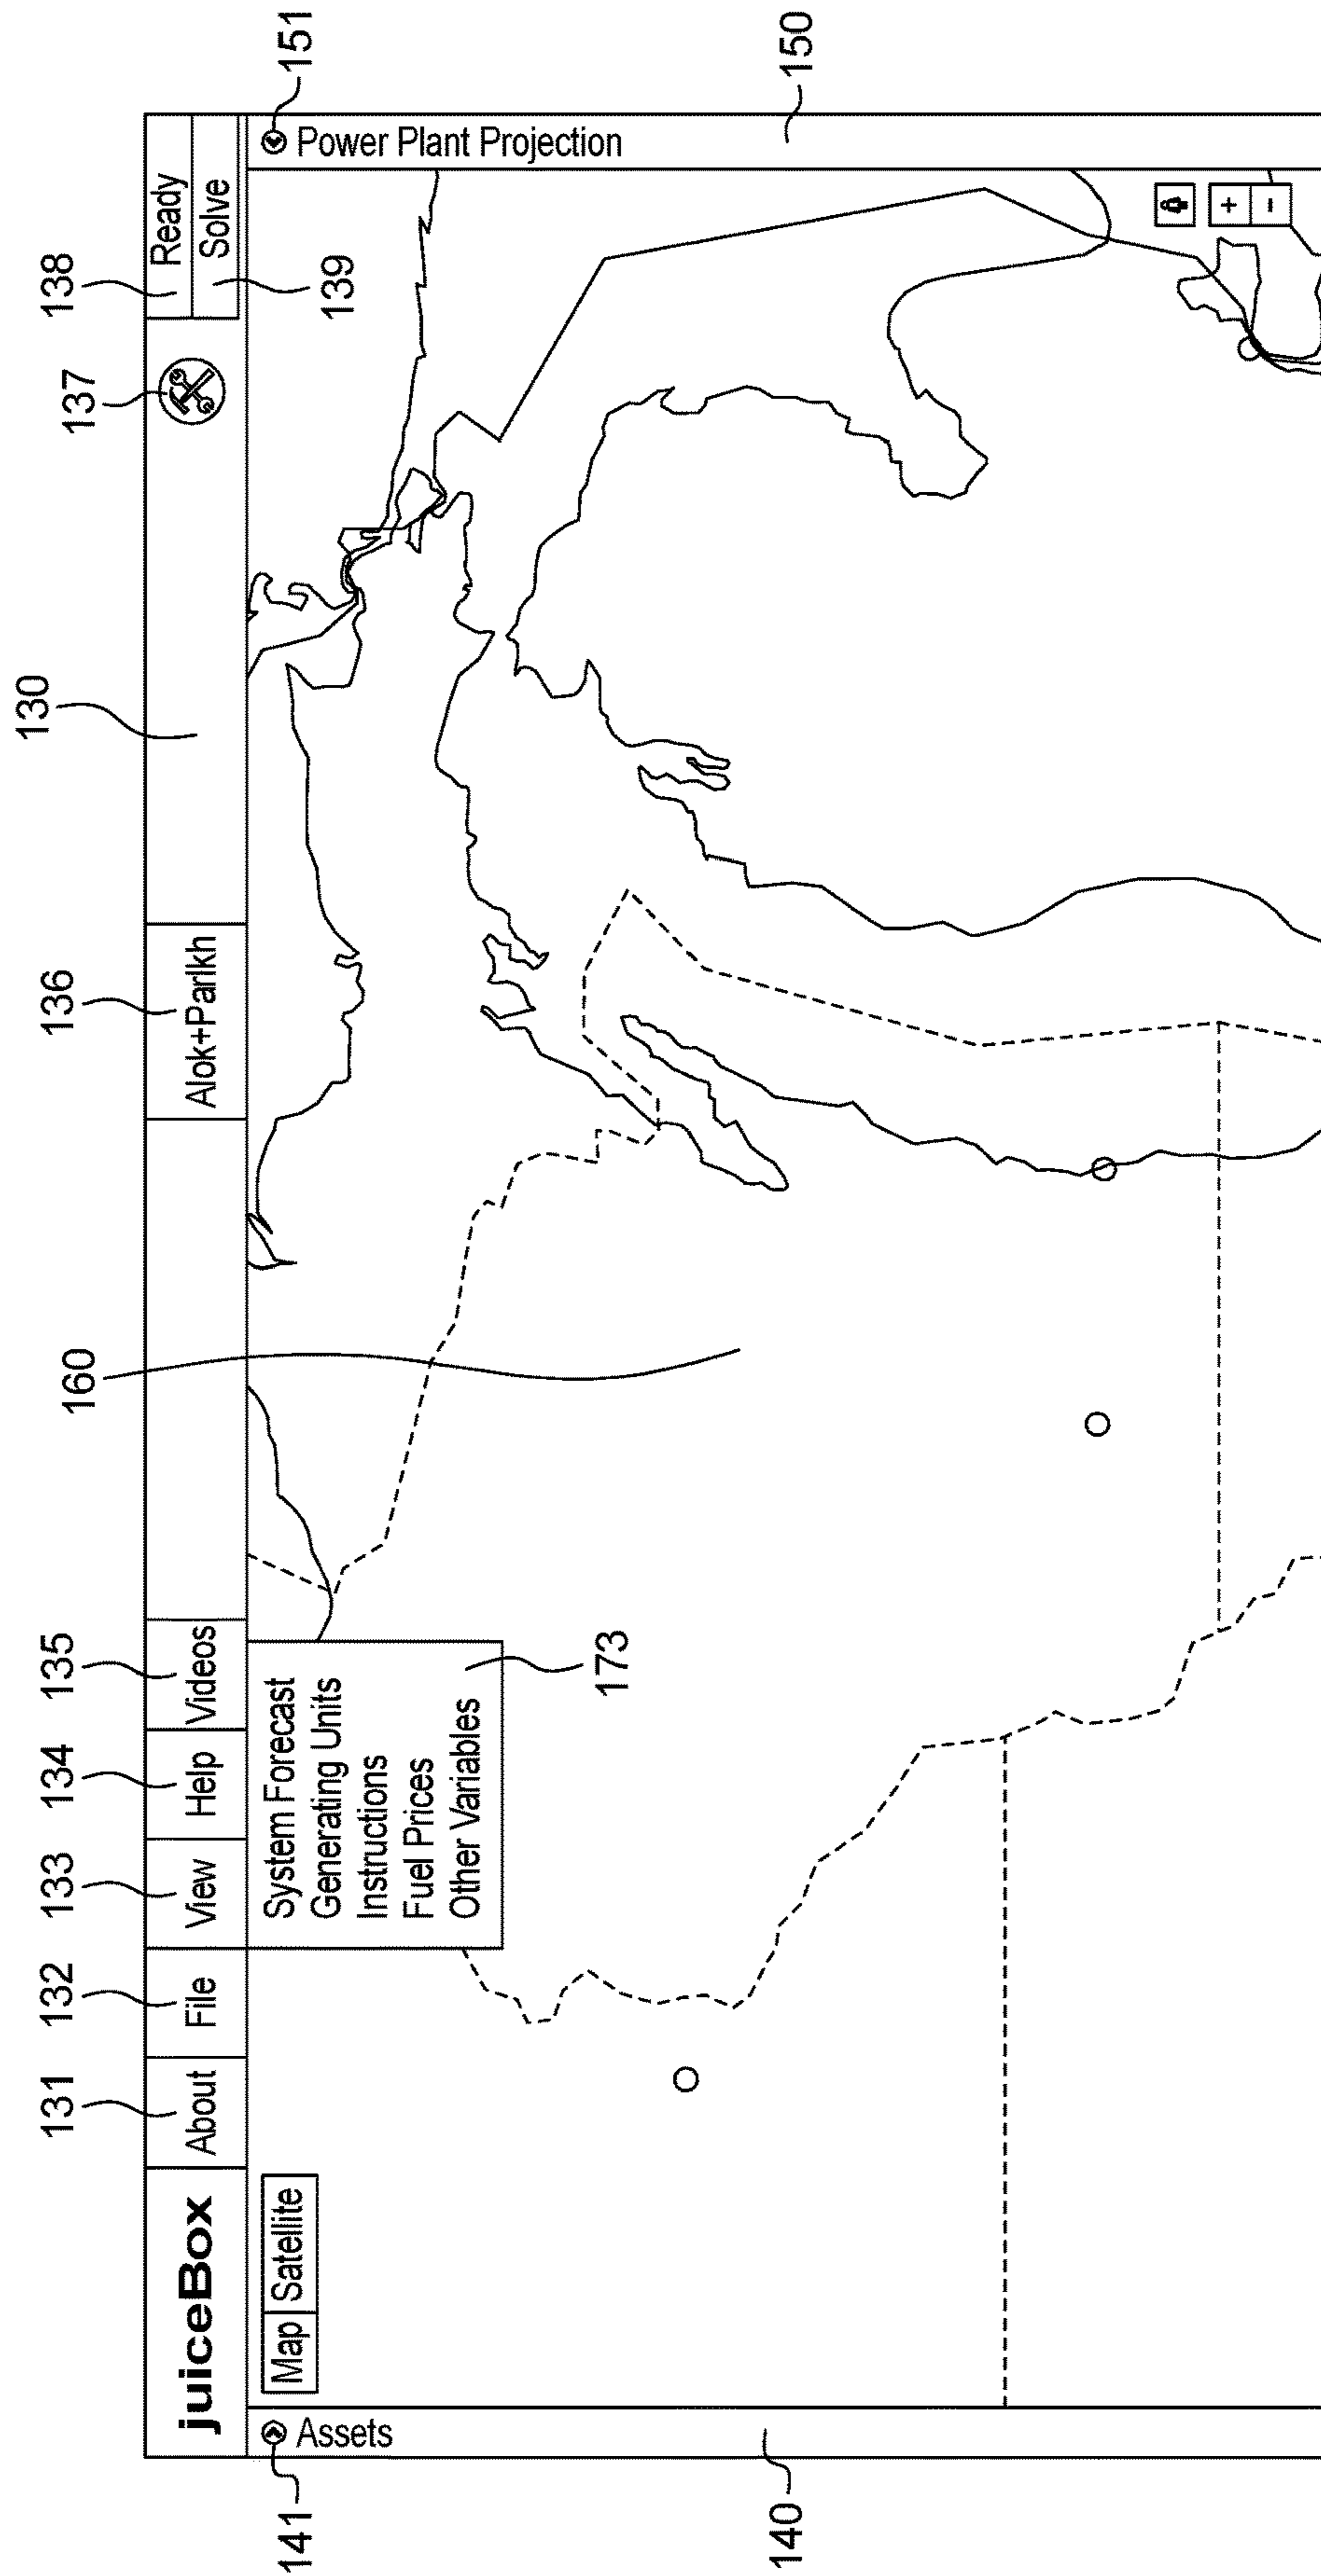 131
132
133
134
135
160
136
130
137
138
juiceBox
About
File
View
Help
Videos
Alok+Parlkh
Ready
Solve
139
141
Assets
Map
Satellite
System Forecast
Generating Units
Instructions
Fuel Prices
Other Variables
173
Power Plant Projection
151
140
150
+
-